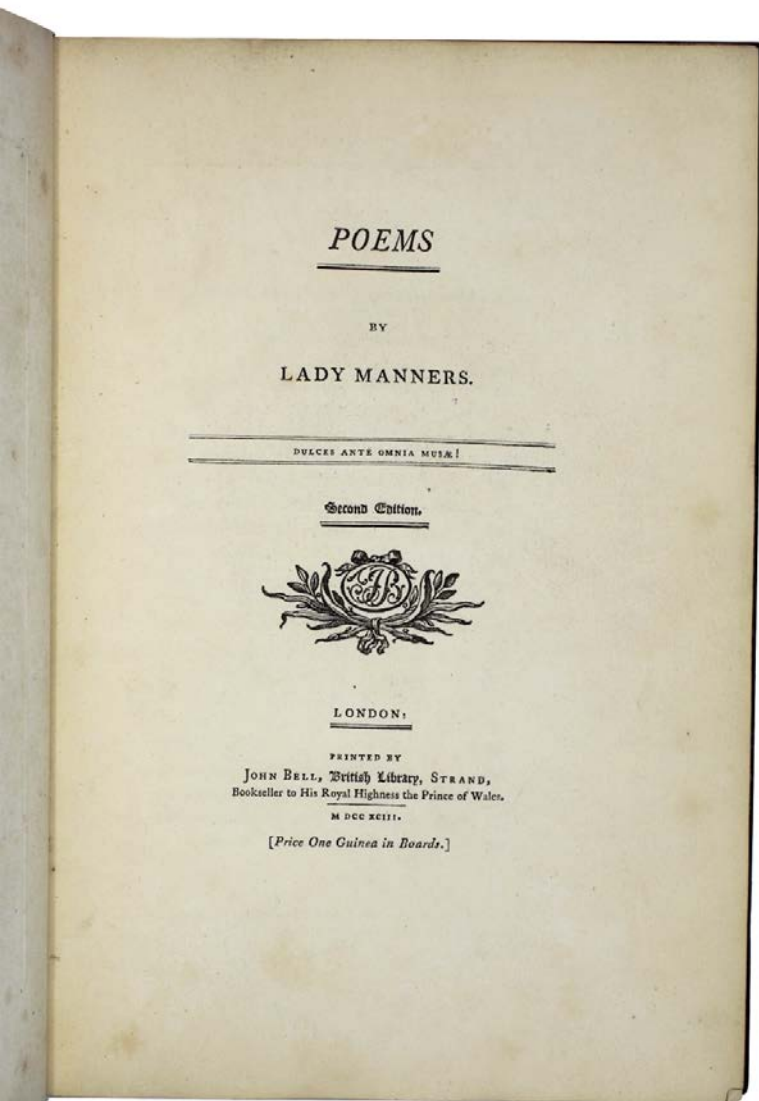 POEMS
BY
LADY MANNERS.
DULCES ANTE OMNIA MUSÆ!
Second Edition.
LONDON:
PRINTED BY
JOHN BELL, British Library, STRAND,
Bookseller to His Royal Highness the Prince of Wales.
M DCC XCIII.
[Price One Guinea in Boards.]